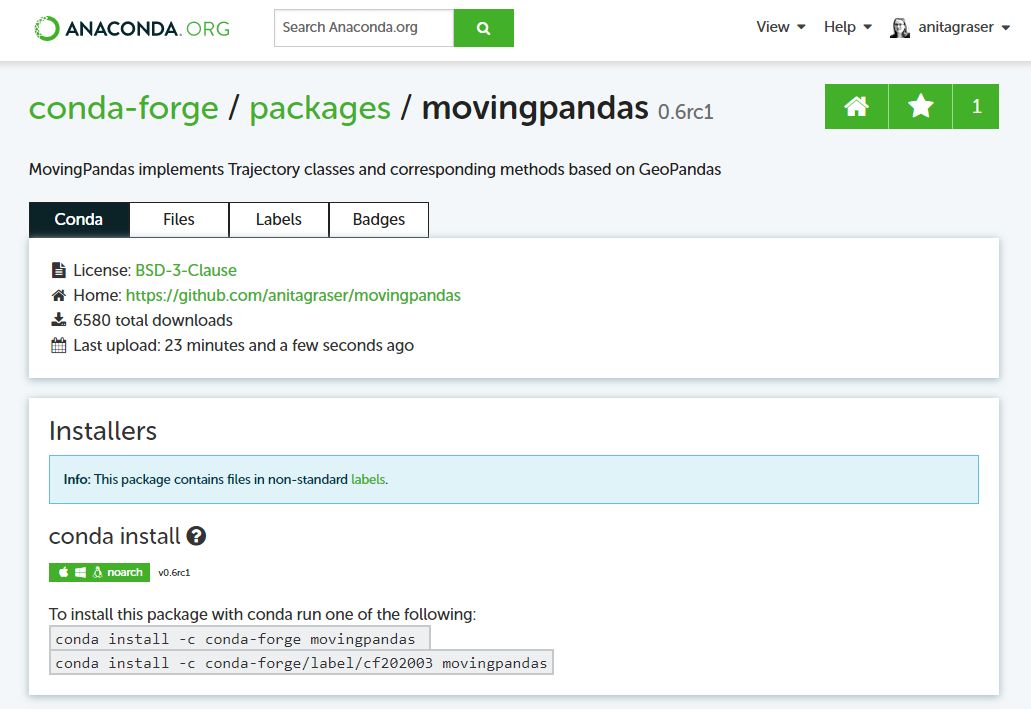 ANACONDA.ORG
Search Anaconda.org
View Help anitagraser
conda-forge / packages / movingpandas 0.6rc1
1
MovingPandas implements Trajectory classes and corresponding methods based on GeoPandas
Conda Files Labels Badges
License: BSD-3-Clause
Home: https://github.com/anitagraser/movingpandas
6580 total downloads
Last upload: 23 minutes and a few seconds ago
Installers
Info: This package contains files in non-standard labels.
conda install ?
noarch v0.6rc1
To install this package with conda run one of the following:
conda install -c conda-forge movingpandas
conda install -c conda-forge/label/cf202003 movingpandas